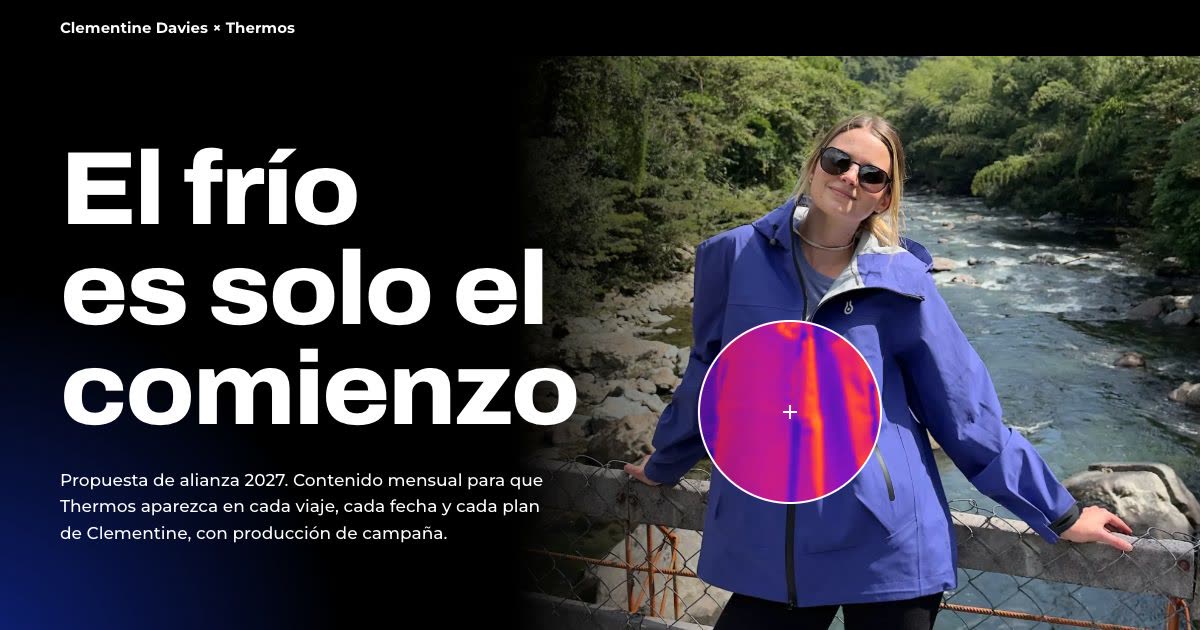 Clementine Davies × Thermos
El frío
es solo el
comienzo
Propuesta de alianza 2027. Contenido mensual para que
Thermos aparezca en cada viaje, cada fecha y cada plan
de Clementine, con producción de campaña.